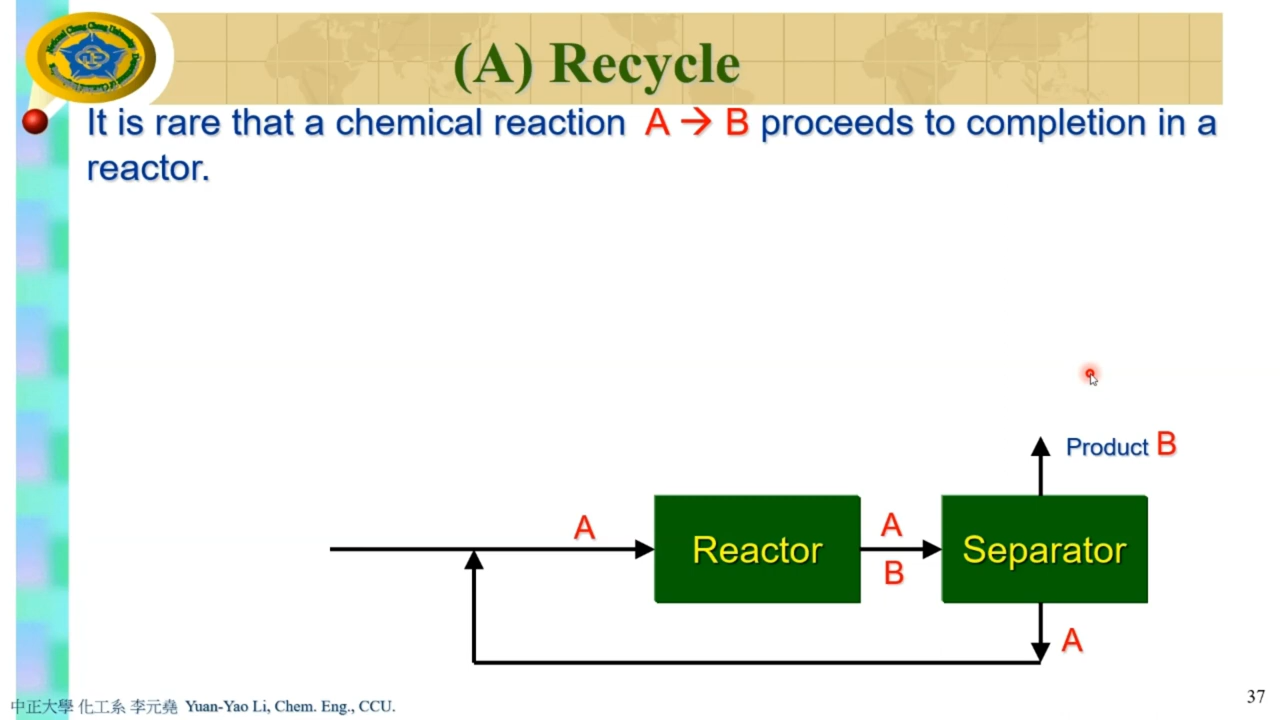 (A) Recycle
It is rare that a chemical reaction A → B proceeds to completion in a
reactor.
Product B
A
Reactor
A
B
Separator
A
中正大學 化工系 李元堯 Yuan-Yao Li, Chem. Eng., CCU.
37